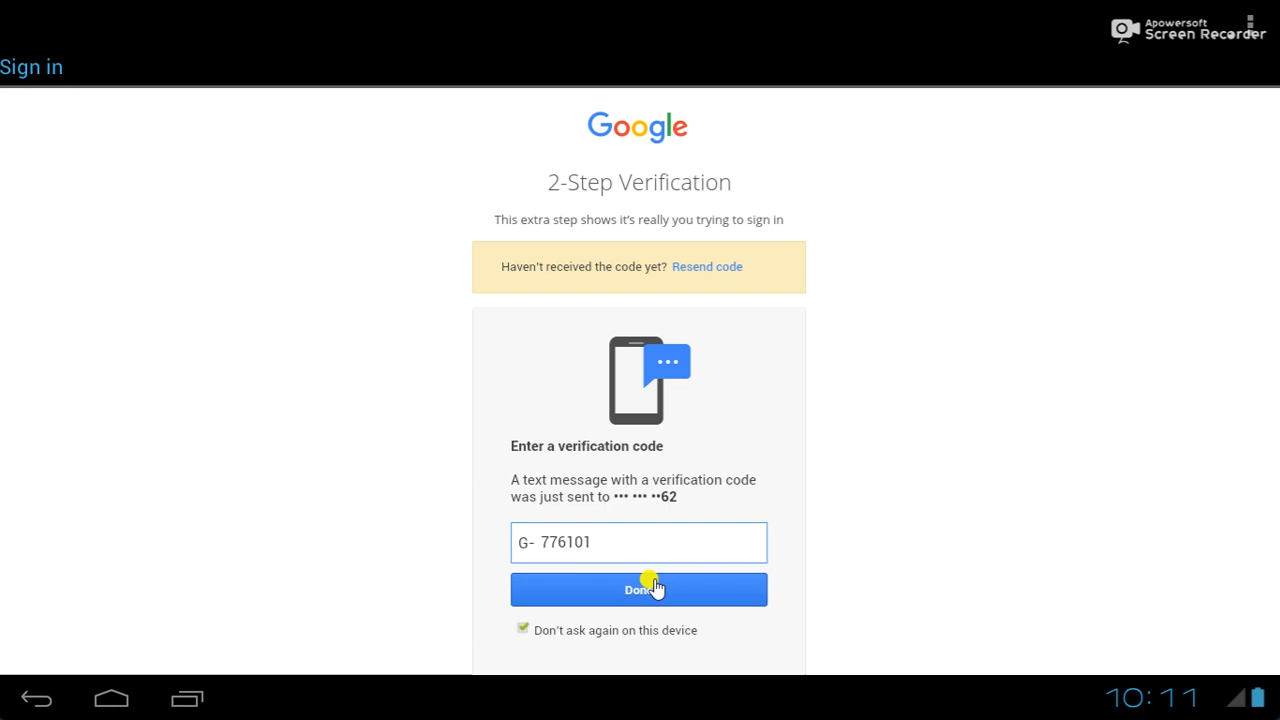 Apowersoft
Screen Recorder
Sign in
Google
2-Step Verification
This extra step shows it's really you trying to sign in
Haven't received the code yet? Resend code
Enter a verification code
A text message with a verification code
was just sent to ••• ••• ••62
G- 776101
Done
Don't ask again on this device
10:11